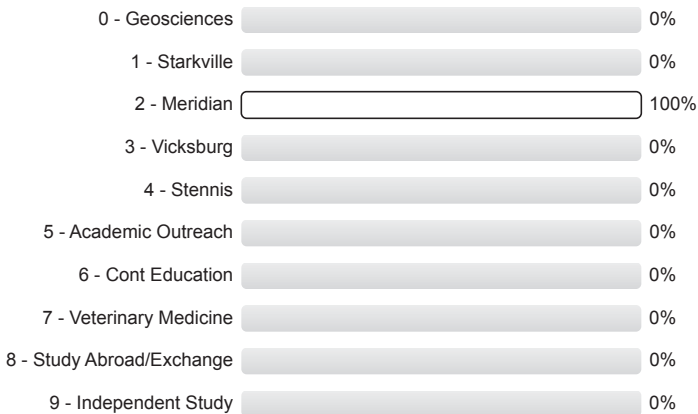 0 - Geosciences 0%
1 - Starkville 0%
2 - Meridian 100%
3 - Vicksburg 0%
4 - Stennis 0%
5 - Academic Outreach 0%
6 - Cont Education 0%
7 - Veterinary Medicine 0%
8 - Study Abroad/Exchange 0%
9 - Independent Study 0%